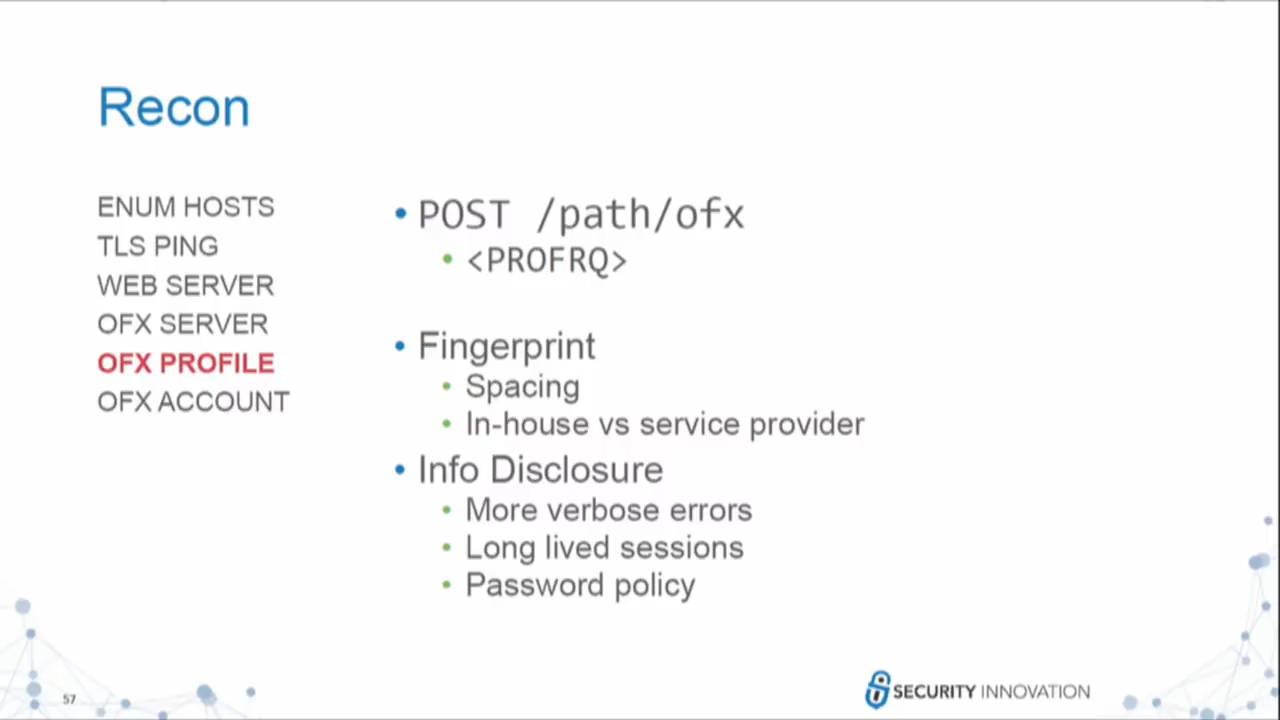 Recon
ENUM HOSTS
TLS PING
WEB SERVER
OFX SERVER
OFX PROFILE
OFX ACCOUNT
• POST /path/ofx
• <PROFRQ>
• Fingerprint
• Spacing
• In-house vs service provider
• Info Disclosure
• More verbose errors
• Long lived sessions
• Password policy
57
SECURITY INNOVATION